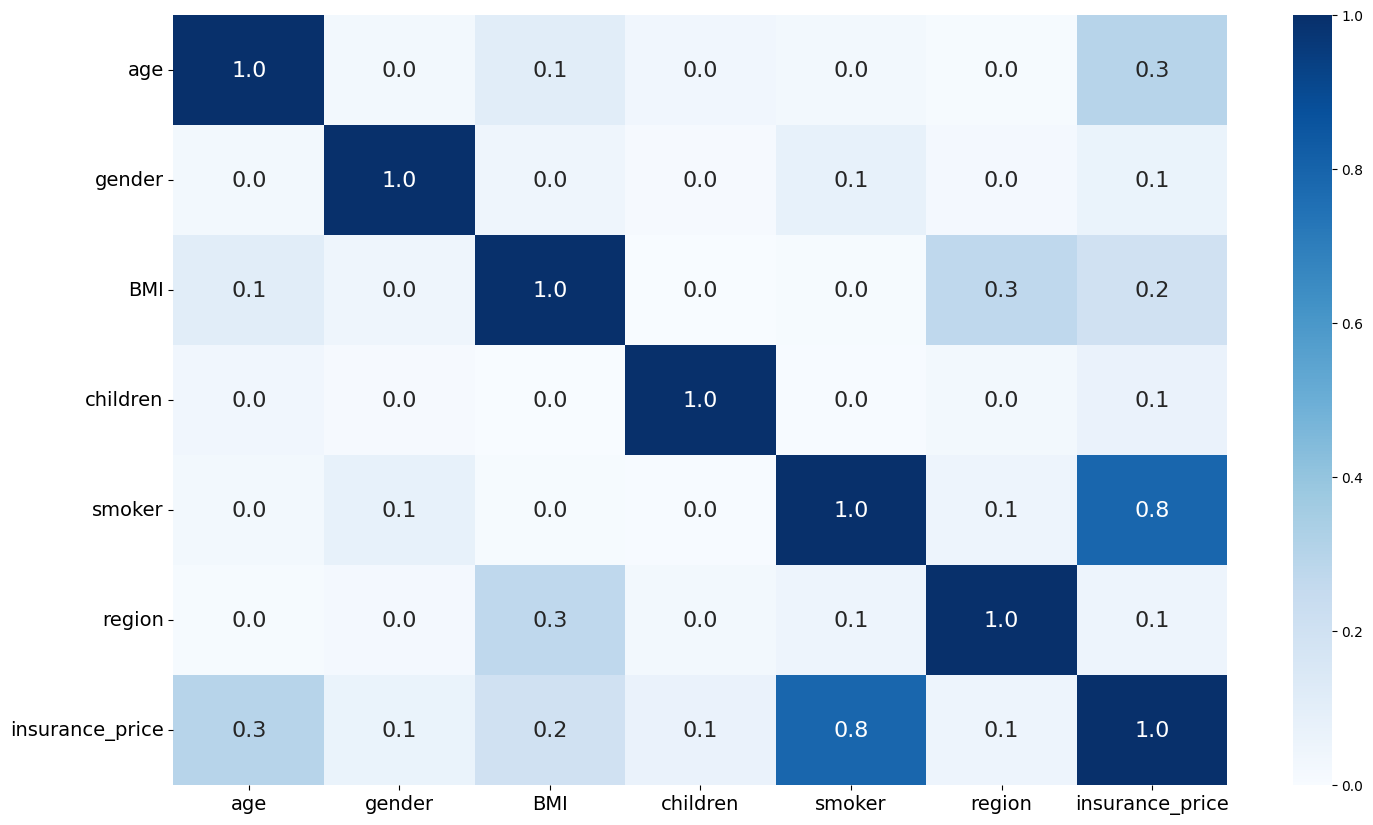 age 1.0 0.0 0.1 0.0 0.0 0.0 0.3
gender 0.0 1.0 0.0 0.0 0.1 0.0 0.1
BMI 0.1 0.0 1.0 0.0 0.0 0.3 0.2
children 0.0 0.0 0.0 1.0 0.0 0.0 0.1
smoker 0.0 0.1 0.0 0.0 1.0 0.1 0.8
region 0.0 0.0 0.3 0.0 0.1 1.0 0.1
insurance_price 0.3 0.1 0.2 0.1 0.8 0.1 1.0
age gender BMI children smoker region insurance_price
1.0
0.8
0.6
0.4
0.2
0.0